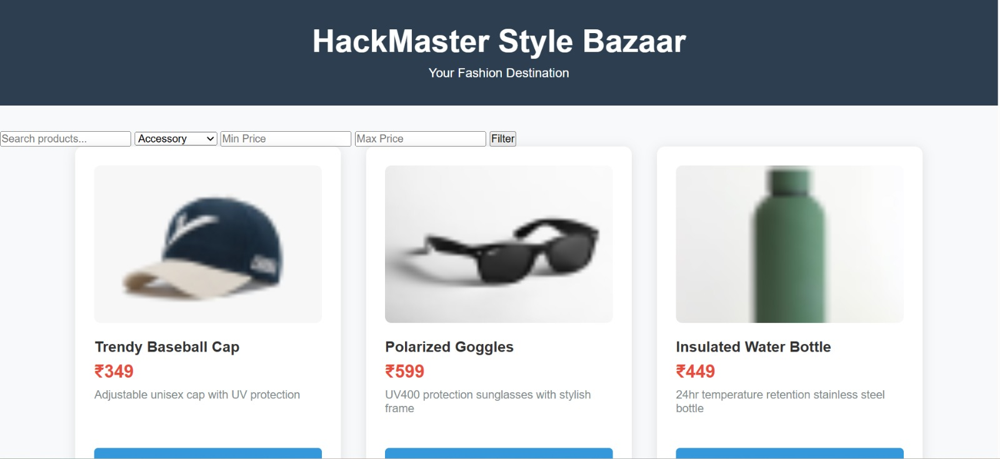 HackMaster Style Bazaar
Your Fashion Destination
Search products... Accessory Min Price Max Price Filter
Trendy Baseball Cap
₹349
Adjustable unisex cap with UV protection
Polarized Goggles
₹599
UV400 protection sunglasses with stylish
frame
Insulated Water Bottle
₹449
24hr temperature retention stainless steel
bottle